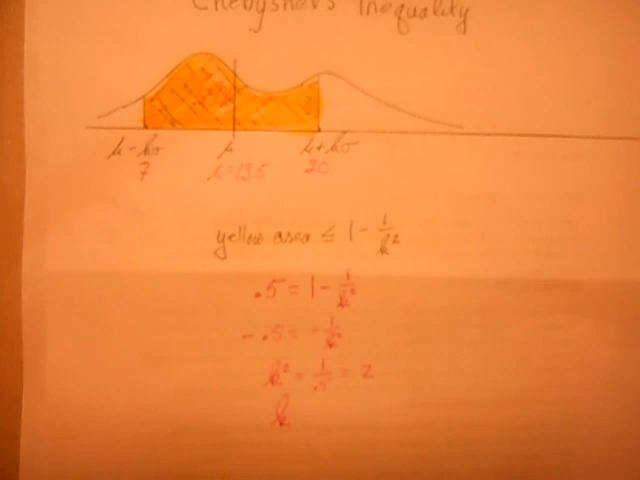 Chebyshev's Inequality
μ-kσ μ μ+kσ
7 μ=13.5 20
yellow area ≤ 1 - 1/k²
.5 = 1 - 1/k²
-.5 = -1/k²
k² = 1/.5 = 2
k